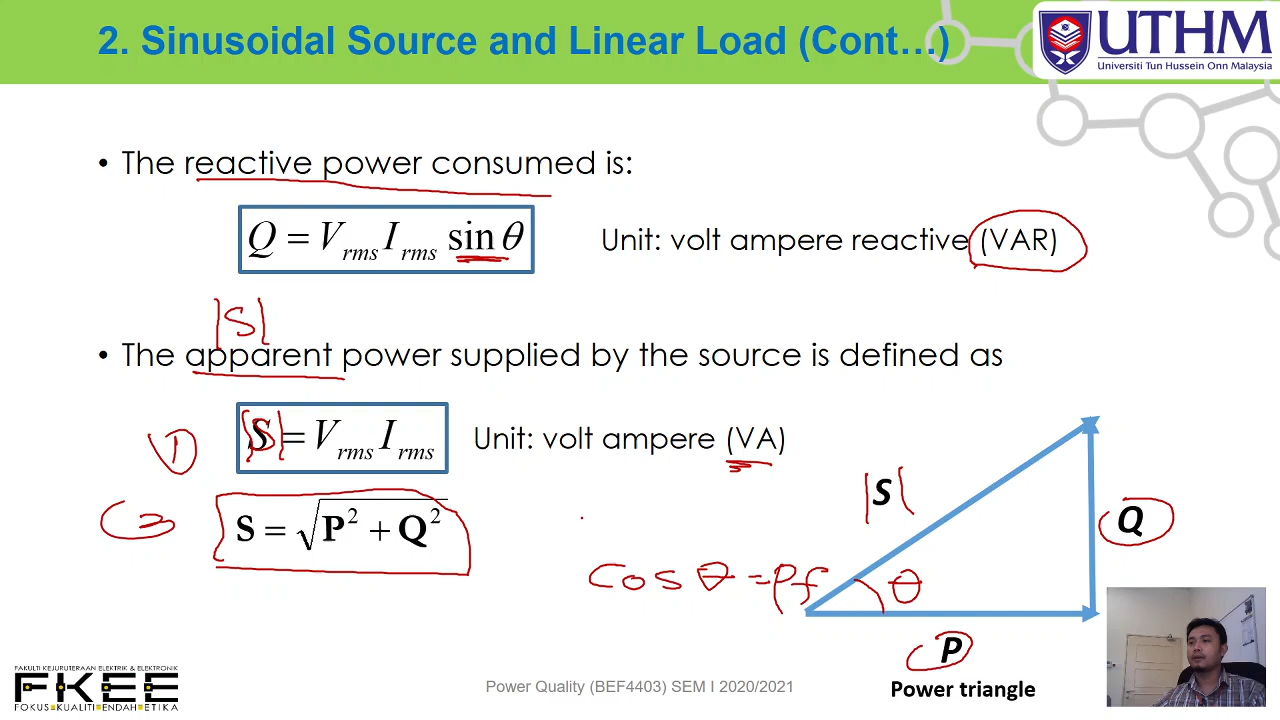 2. Sinusoidal Source and Linear Load (Cont…)
UTHM
Universiti Tun Hussein Onn Malaysia
• The reactive power consumed is:
Q = V_rms I_rms sin θ
Unit: volt ampere reactive (VAR)
|S|
• The apparent power supplied by the source is defined as
1
|S| = V_rms I_rms
Unit: volt ampere (VA)
2
S = √P² + Q²
|S|
Q
cos θ = pf
θ
P
Power triangle
FAKULTI KEJURUTERAAN ELEKTRIK & ELEKTRONIK
FKEE
FOKUS KUALITI ENDAH ETIKA
Power Quality (BEF4403) SEM I 2020/2021